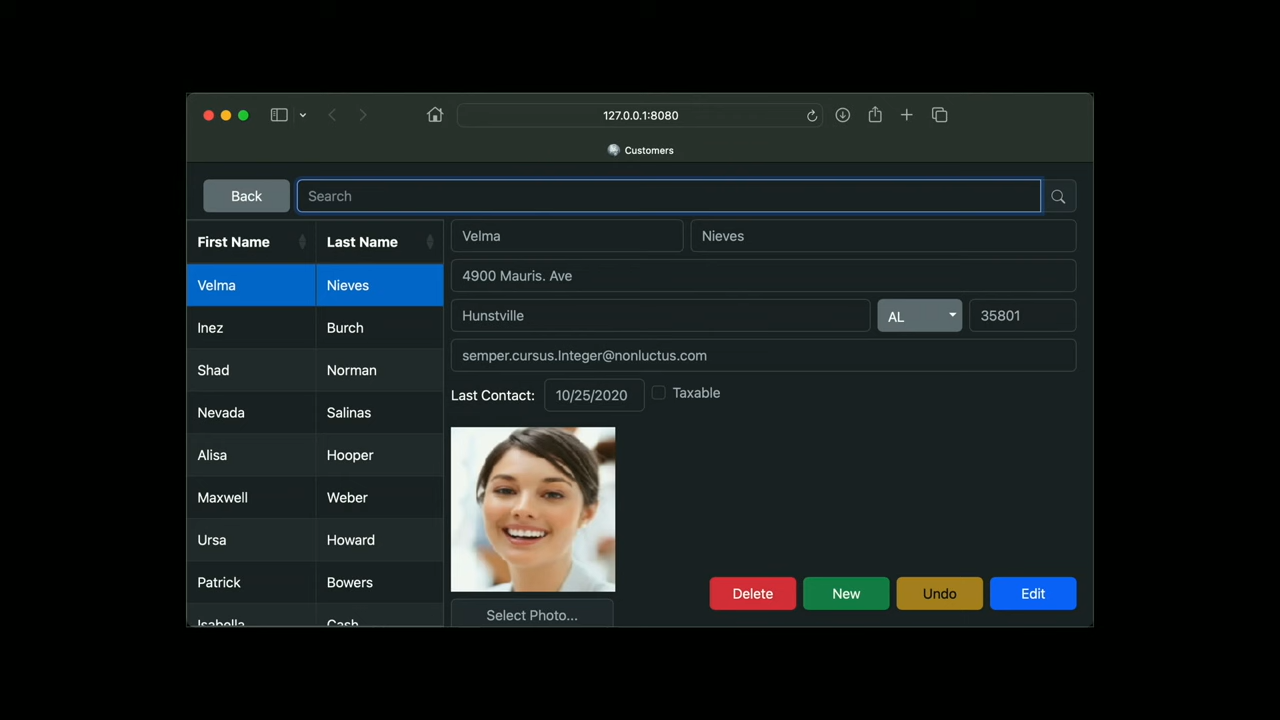 127.0.0.1:8080
Customers
Back Search
First Name Last Name
Velma Nieves
Velma Nieves
4900 Mauris. Ave
Inez Burch
Hunstville AL 35801
Shad Norman
semper.cursus.Integer@nonluctus.com
Nevada Salinas
Last Contact: 10/25/2020 Taxable
Alisa Hooper
Maxwell Weber
Ursa Howard
Patrick Bowers
Delete New Undo Edit
Isabella Cash
Select Photo...